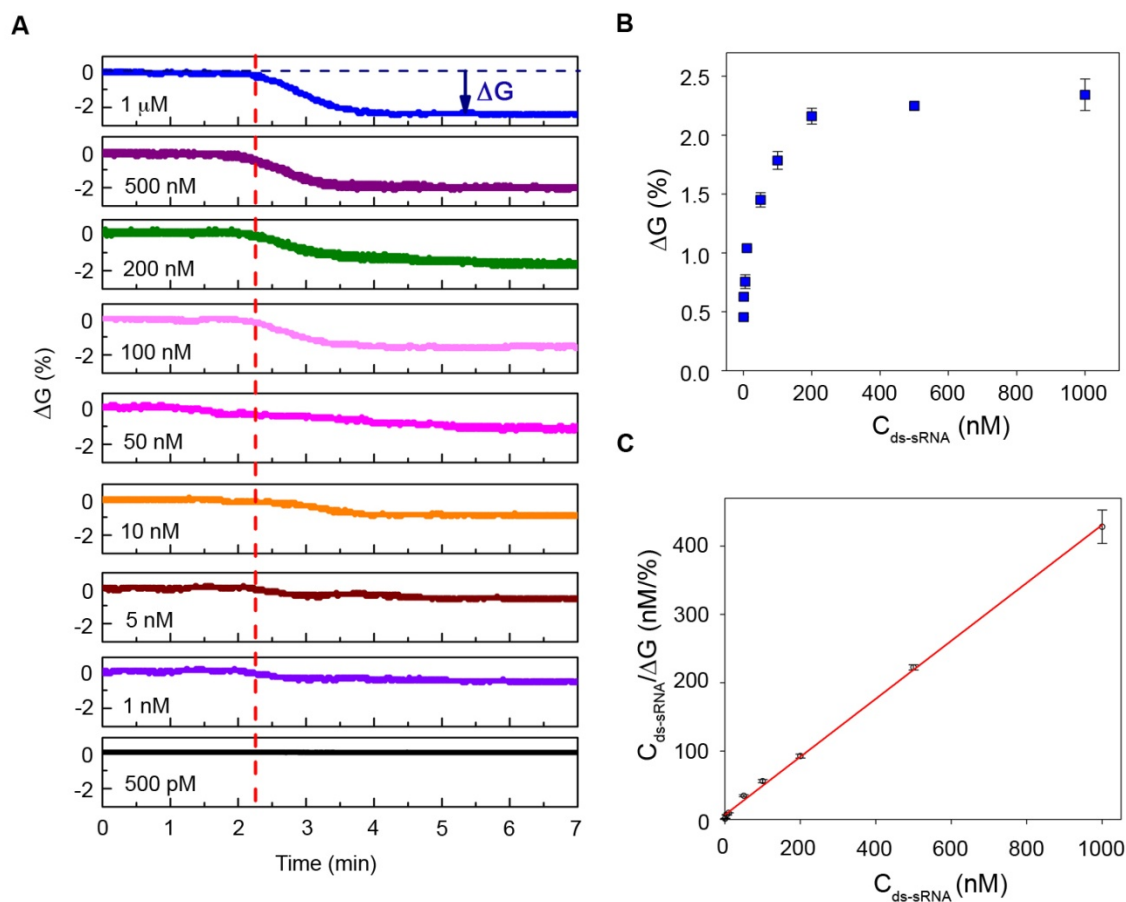 A
0
-2
1 μM
ΔG
0
-2
500 nM
0
-2
200 nM
0
-2
100 nM
0
-2
50 nM
0
-2
10 nM
0
-2
5 nM
0
-2
1 nM
0
-2
500 pM
0 1 2 3 4 5 6 7
Time (min)
ΔG (%)
B
2.5
2.0
1.5
1.0
0.5
0.0
0 200 400 600 800 1000
ΔG (%)
C ds-sRNA (nM)
C
400
300
200
100
0
0 200 400 600 800 1000
C ds-sRNA/ΔG (nM/%)
C ds-sRNA (nM)